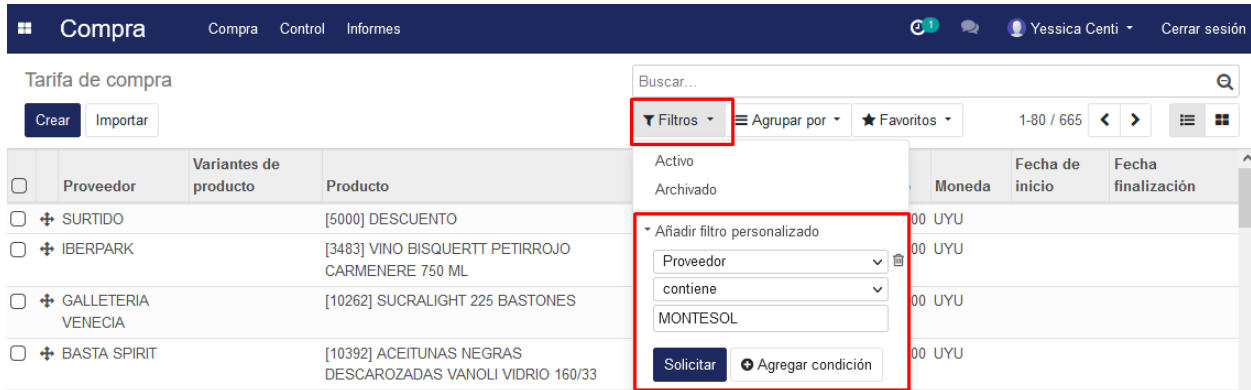 Compra Compra Control Informes 1 Yessica Centi Cerrar sesión
Tarifa de compra
Buscar...
Crear Importar
Filtros Agrupar por Favoritos 1-80 / 665
Activo
Archivado
Proveedor Variantes de producto Producto Moneda Fecha de inicio Fecha finalización
SURTIDO [5000] DESCUENTO 00 UYU
Añadir filtro personalizado
IBERPARK [3483] VINO BISQUERTT PETIRROJO 00 UYU
CARMENERE 750 ML
Proveedor
GALLETERIA [10262] SUCRALIGHT 225 BASTONES 00 UYU
VENECIA
contiene
MONTESOL
BASTA SPIRIT [10392] ACEITUNAS NEGRAS 00 UYU
DESCAROZADAS VANOLI VIDRIO 160/33
Solicitar Agregar condición